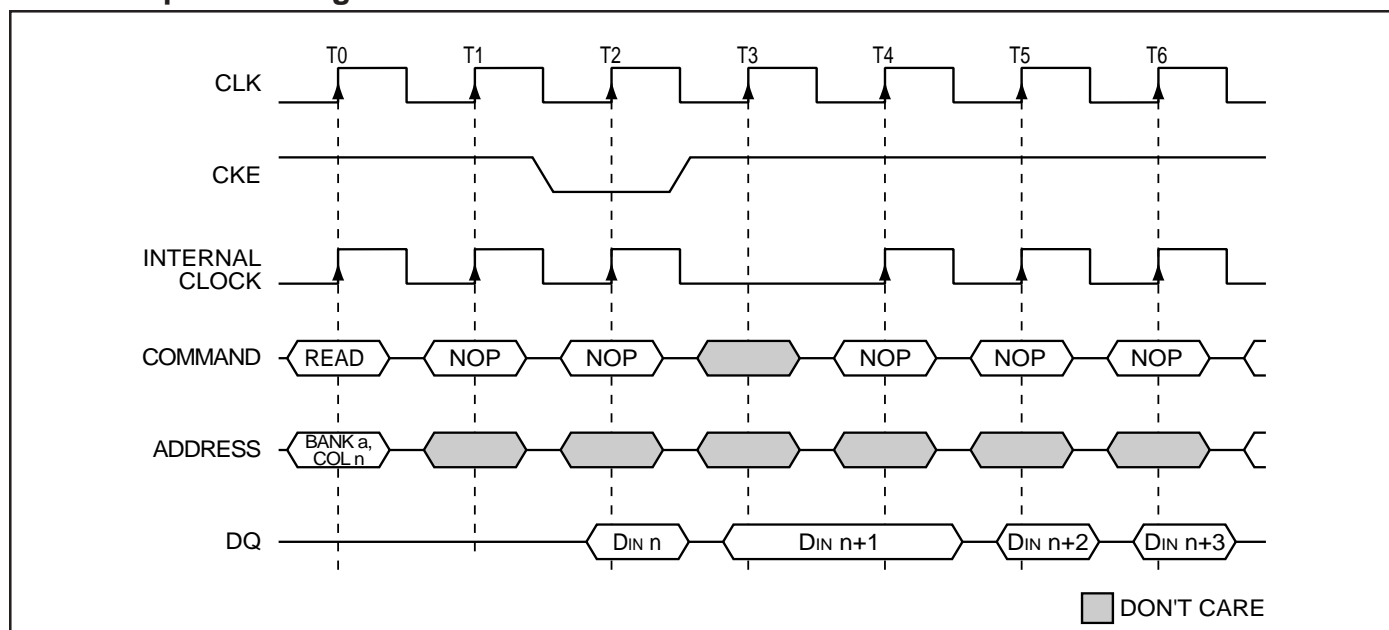 T0 T1 T2 T3 T4 T5 T6
CLK
CKE
INTERNAL
CLOCK
COMMAND READ NOP NOP NOP NOP NOP
ADDRESS BANK a,
COL n
DQ DIN n DIN n+1 DIN n+2 DIN n+3
DON'T CARE